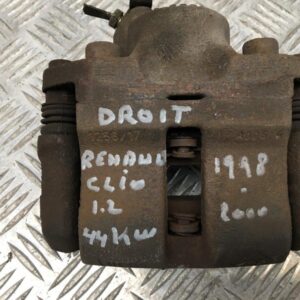 DROIT
RENAULT
CLIO
1.2
44KW
1998
-
2000